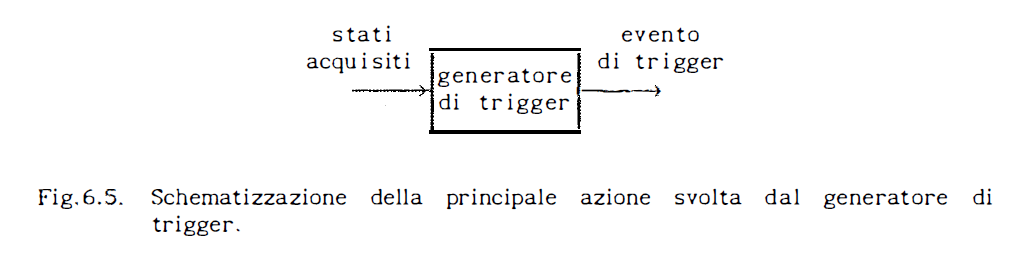 stati
acquisiti
generatore
di trigger
evento
di trigger
Fig.6.5. Schematizzazione della principale azione svolta dal generatore di
trigger.